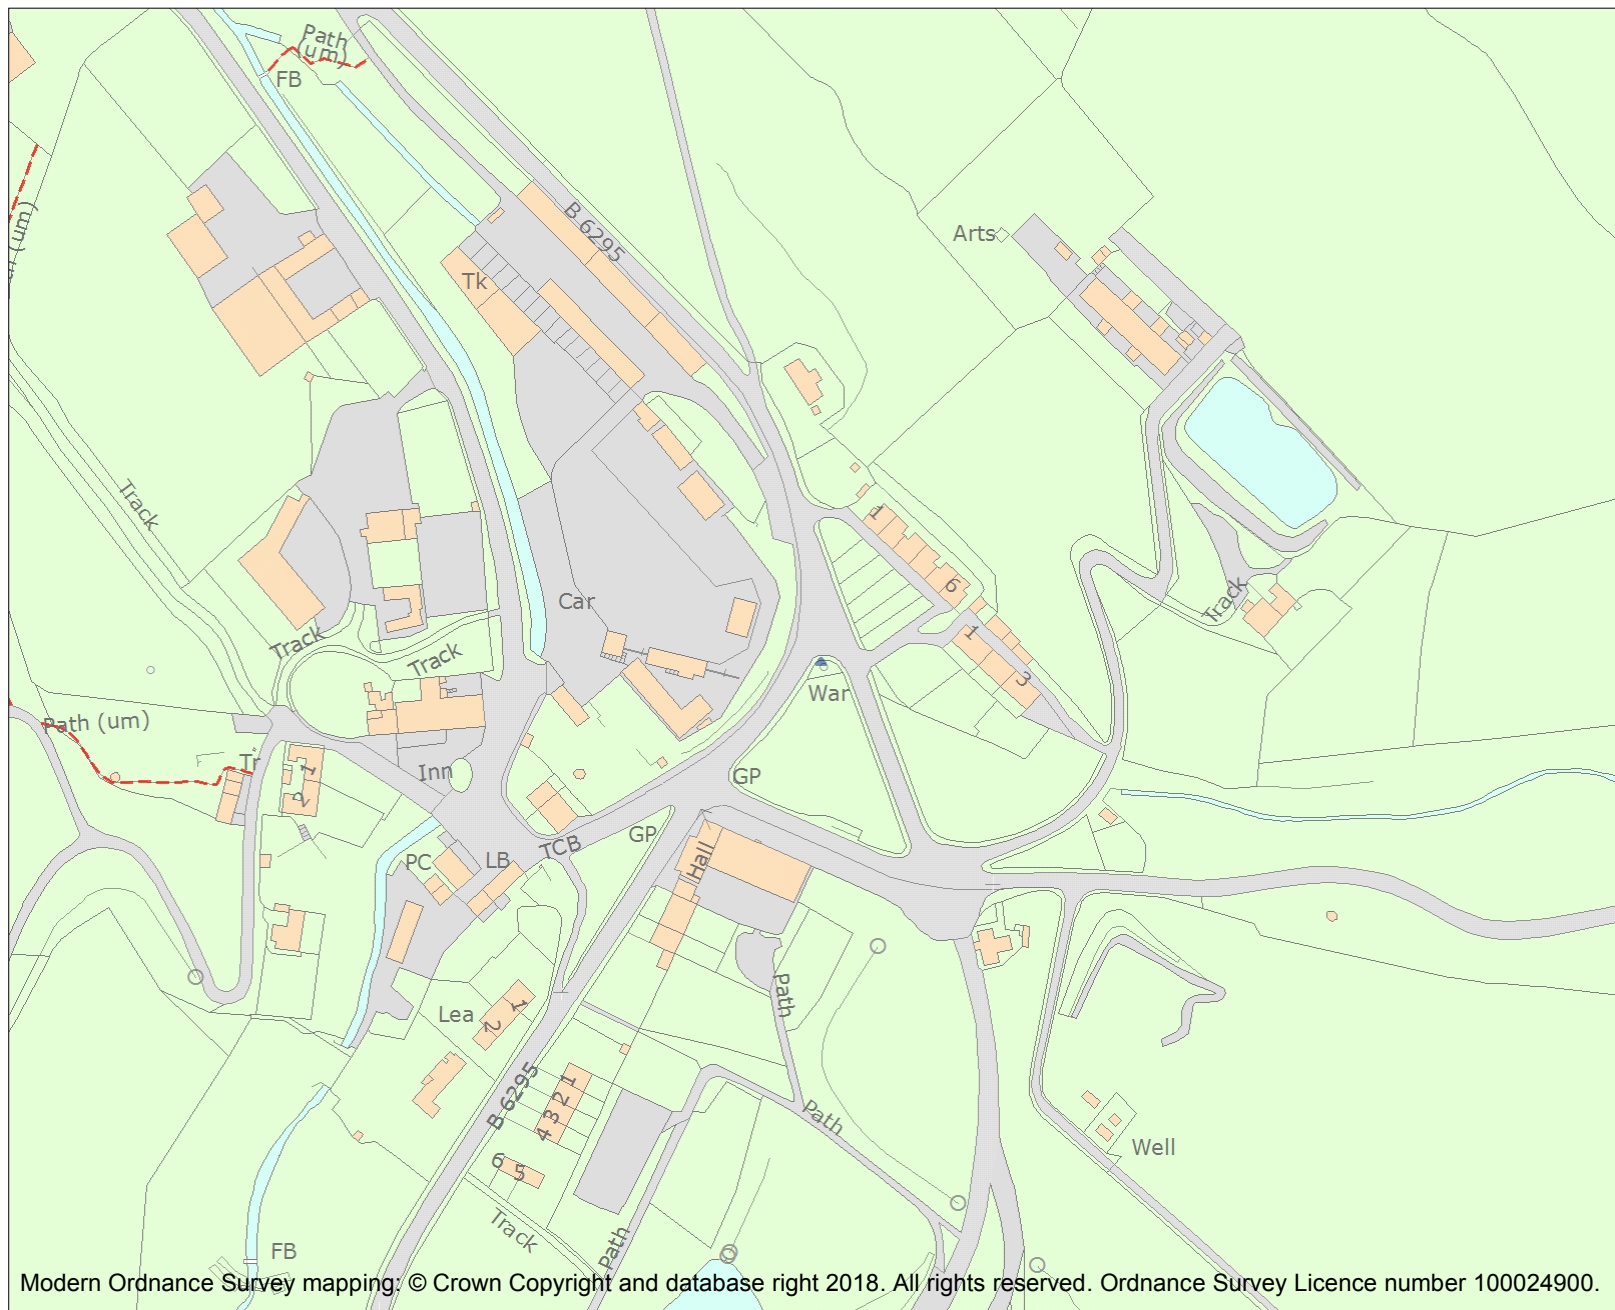 Path
(um)
FB
B 6295
(um)
Arts
Tk
Track
Car
1
6
Track
1
3
Track
Track
War
Path (um)
Tr
1
2
Inn
GP
GP
TCB
PC
LB
Hall
Path
Lea
1
2
B 6295
1
2
3
4
Path
Well
6
5
Track
Path
FB
Modern Ordnance Survey mapping: © Crown Copyright and database right 2018. All rights reserved. Ordnance Survey Licence number 100024900.